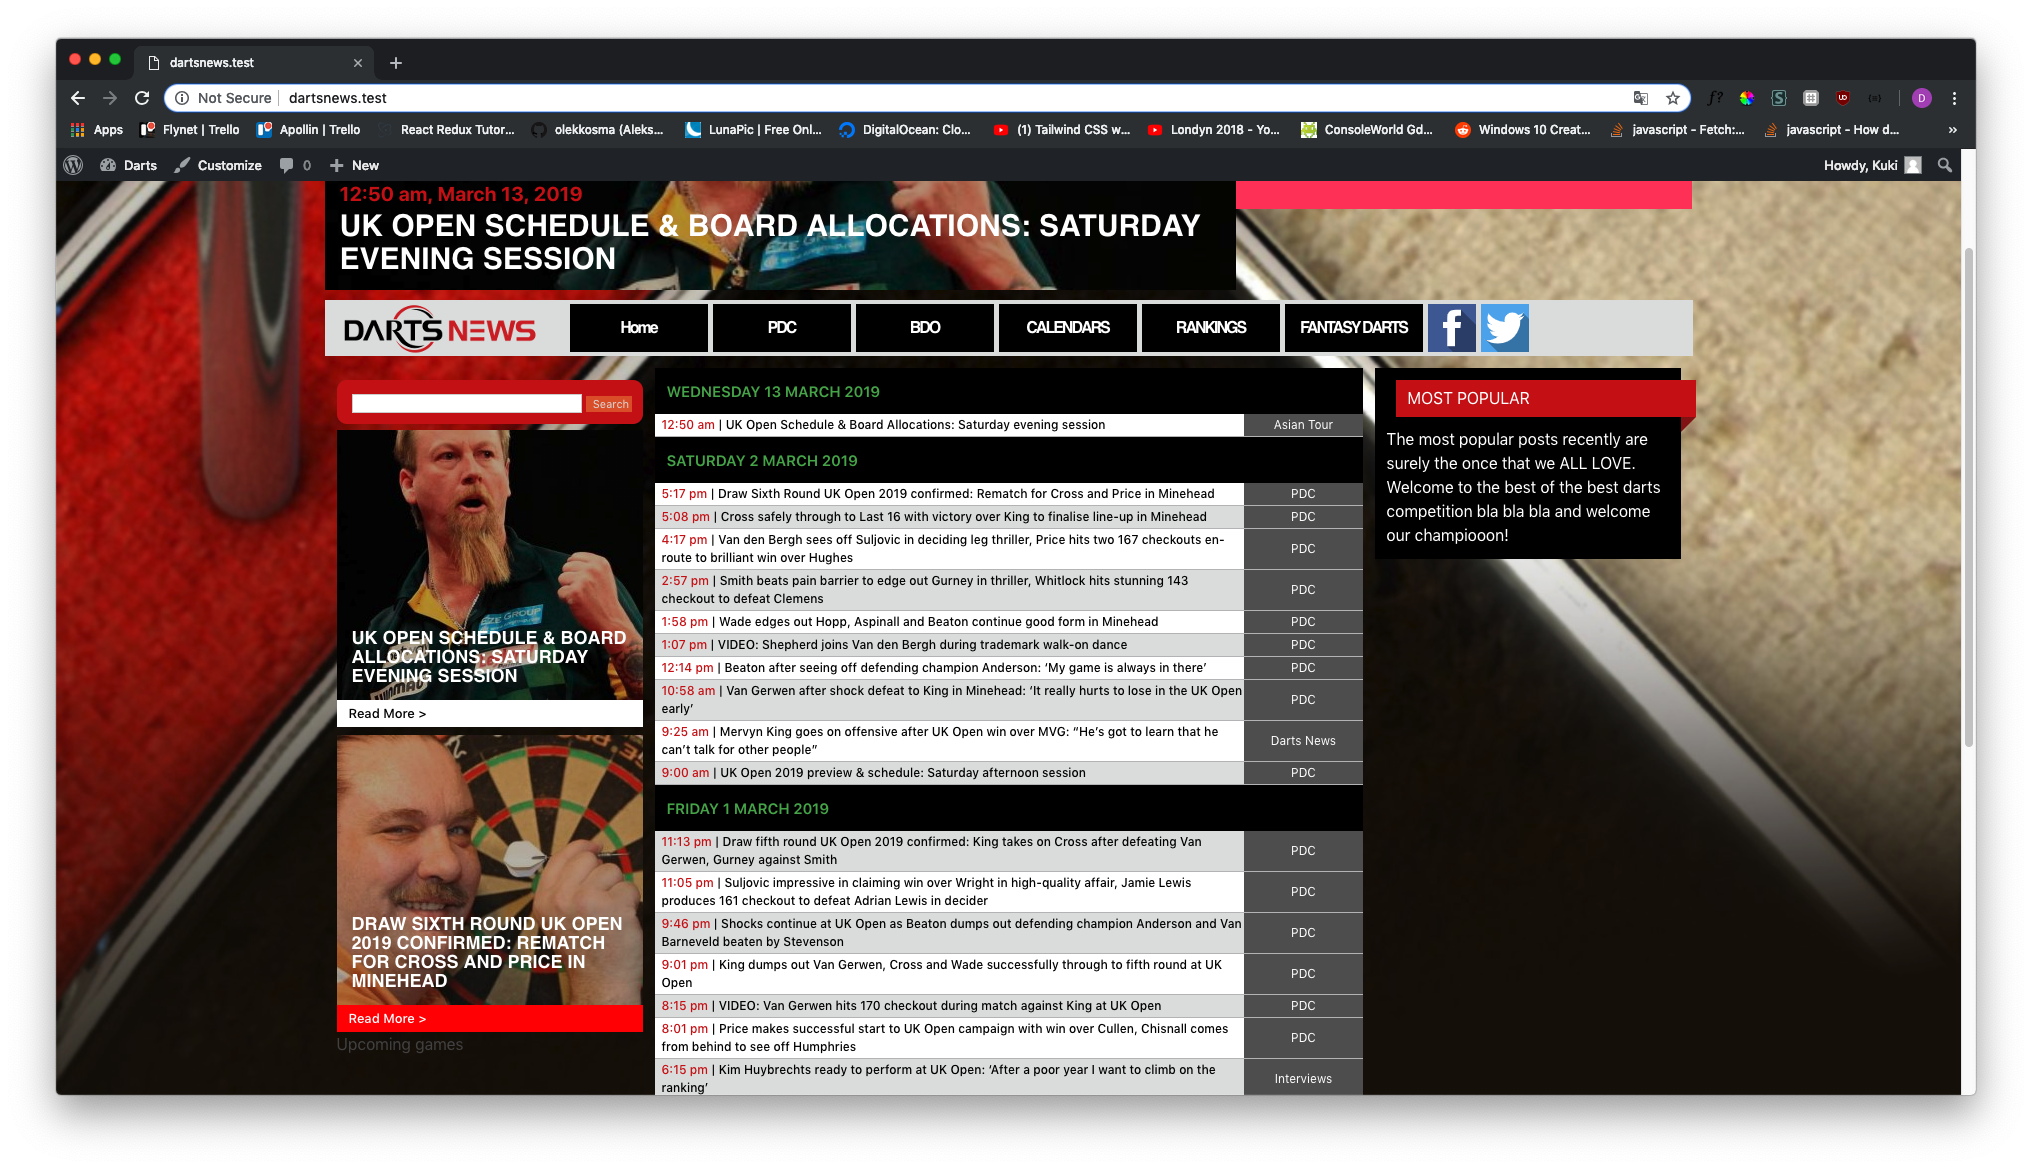 dartsnews.test
Not Secure
dartsnews.test
Apps
Flynet | Trello
Apollin | Trello
React Redux Tutor...
olekkosma (Aleks...
LunaPic | Free Onl...
DigitalOcean: Clo...
(1) Tailwind CSS w...
Londyn 2018 - Yo...
ConsoleWorld Gd...
Windows 10 Creat...
javascript - Fetch:...
javascript - How d...
»
Darts
Customize
0
New
Howdy, Kuki
12:50 am, March 13, 2019
UK OPEN SCHEDULE & BOARD ALLOCATIONS: SATURDAY
EVENING SESSION
DARTS NEWS
Home
PDC
BDO
CALENDARS
RANKINGS
FANTASY DARTS
Search
UK OPEN SCHEDULE & BOARD
ALLOCATIONS: SATURDAY
EVENING SESSION
Read More >
DRAW SIXTH ROUND UK OPEN
2019 CONFIRMED: REMATCH
FOR CROSS AND PRICE IN
MINEHEAD
Read More >
Upcoming games
WEDNESDAY 13 MARCH 2019
12:50 am | UK Open Schedule & Board Allocations: Saturday evening session
Asian Tour
SATURDAY 2 MARCH 2019
5:17 pm | Draw Sixth Round UK Open 2019 confirmed: Rematch for Cross and Price in Minehead
PDC
5:08 pm | Cross safely through to Last 16 with victory over King to finalise line-up in Minehead
PDC
4:17 pm | Van den Bergh sees off Suljovic in deciding leg thriller, Price hits two 167 checkouts en-
route to brilliant win over Hughes
PDC
2:57 pm | Smith beats pain barrier to edge out Gurney in thriller, Whitlock hits stunning 143
checkout to defeat Clemens
PDC
1:58 pm | Wade edges out Hopp, Aspinall and Beaton continue good form in Minehead
PDC
1:07 pm | VIDEO: Shepherd joins Van den Bergh during trademark walk-on dance
PDC
12:14 pm | Beaton after seeing off defending champion Anderson: ‘My game is always in there’
PDC
10:58 am | Van Gerwen after shock defeat to King in Minehead: ‘It really hurts to lose in the UK Open
early’
PDC
9:25 am | Mervyn King goes on offensive after UK Open win over MVG: “He’s got to learn that he
can’t talk for other people”
Darts News
9:00 am | UK Open 2019 preview & schedule: Saturday afternoon session
PDC
FRIDAY 1 MARCH 2019
11:13 pm | Draw fifth round UK Open 2019 confirmed: King takes on Cross after defeating Van
Gerwen, Gurney against Smith
PDC
11:05 pm | Suljovic impressive in claiming win over Wright in high-quality affair, Jamie Lewis
produces 161 checkout to defeat Adrian Lewis in decider
PDC
9:46 pm | Shocks continue at UK Open as Beaton dumps out defending champion Anderson and Van
Barneveld beaten by Stevenson
PDC
9:01 pm | King dumps out Van Gerwen, Cross and Wade successfully through to fifth round at UK
Open
PDC
8:15 pm | VIDEO: Van Gerwen hits 170 checkout during match against King at UK Open
PDC
8:01 pm | Price makes successful start to UK Open campaign with win over Cullen, Chisnall comes
from behind to see off Humphries
PDC
6:15 pm | Kim Huybrechts ready to perform at UK Open: ‘After a poor year I want to climb on the
ranking’
Interviews
MOST POPULAR
The most popular posts recently are
surely the once that we ALL LOVE.
Welcome to the best of the best darts
competition bla bla bla and welcome
our champiooon!